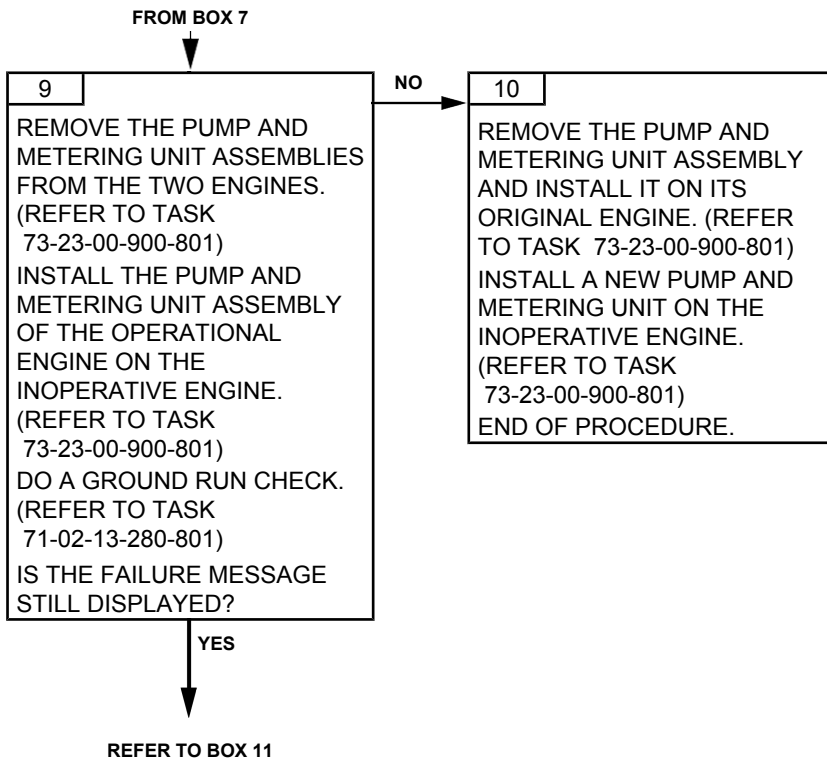 FROM BOX 7
9
REMOVE THE PUMP AND
METERING UNIT ASSEMBLIES
FROM THE TWO ENGINES.
(REFER TO TASK
73-23-00-900-801)
INSTALL THE PUMP AND
METERING UNIT ASSEMBLY
OF THE OPERATIONAL
ENGINE ON THE
INOPERATIVE ENGINE.
(REFER TO TASK
73-23-00-900-801)
DO A GROUND RUN CHECK.
(REFER TO TASK
71-02-13-280-801)
IS THE FAILURE MESSAGE
STILL DISPLAYED?
NO
10
REMOVE THE PUMP AND
METERING UNIT ASSEMBLY
AND INSTALL IT ON ITS
ORIGINAL ENGINE. (REFER
TO TASK 73-23-00-900-801)
INSTALL A NEW PUMP AND
METERING UNIT ON THE
INOPERATIVE ENGINE.
(REFER TO TASK
73-23-00-900-801)
END OF PROCEDURE.
YES
REFER TO BOX 11